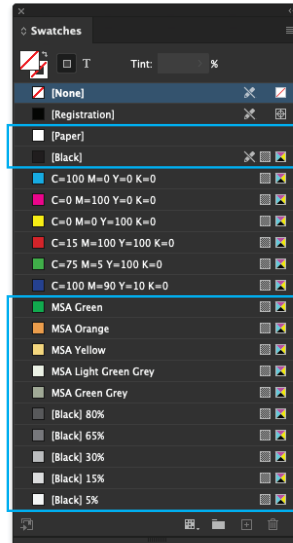 Swatches
T Tint: %
[None]
[Registration]
[Paper]
[Black]
C=100 M=0 Y=0 K=0
C=0 M=100 Y=0 K=0
C=0 M=0 Y=100 K=0
C=15 M=100 Y=100 K=0
C=75 M=5 Y=100 K=0
C=100 M=90 Y=10 K=0
MSA Green
MSA Orange
MSA Yellow
MSA Light Green Grey
MSA Green Grey
[Black] 80%
[Black] 65%
[Black] 30%
[Black] 15%
[Black] 5%